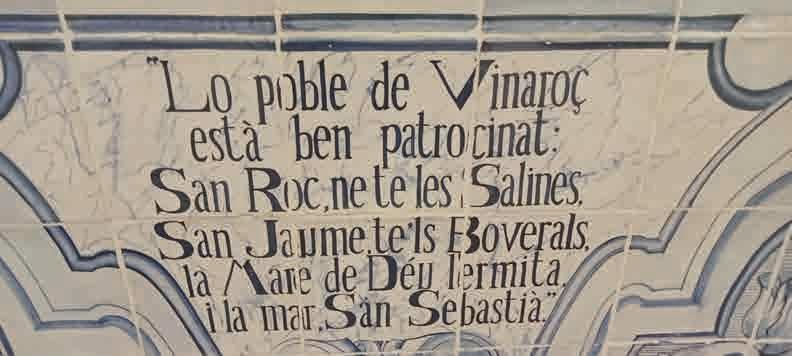 "Lo poble de Vinaroç
està ben patrocinat:
San Roc, ne te les Salines,
San Jaume te'ls Boverals,
la Mare de Déu l'ermita,
i la mar, San Sebastià."